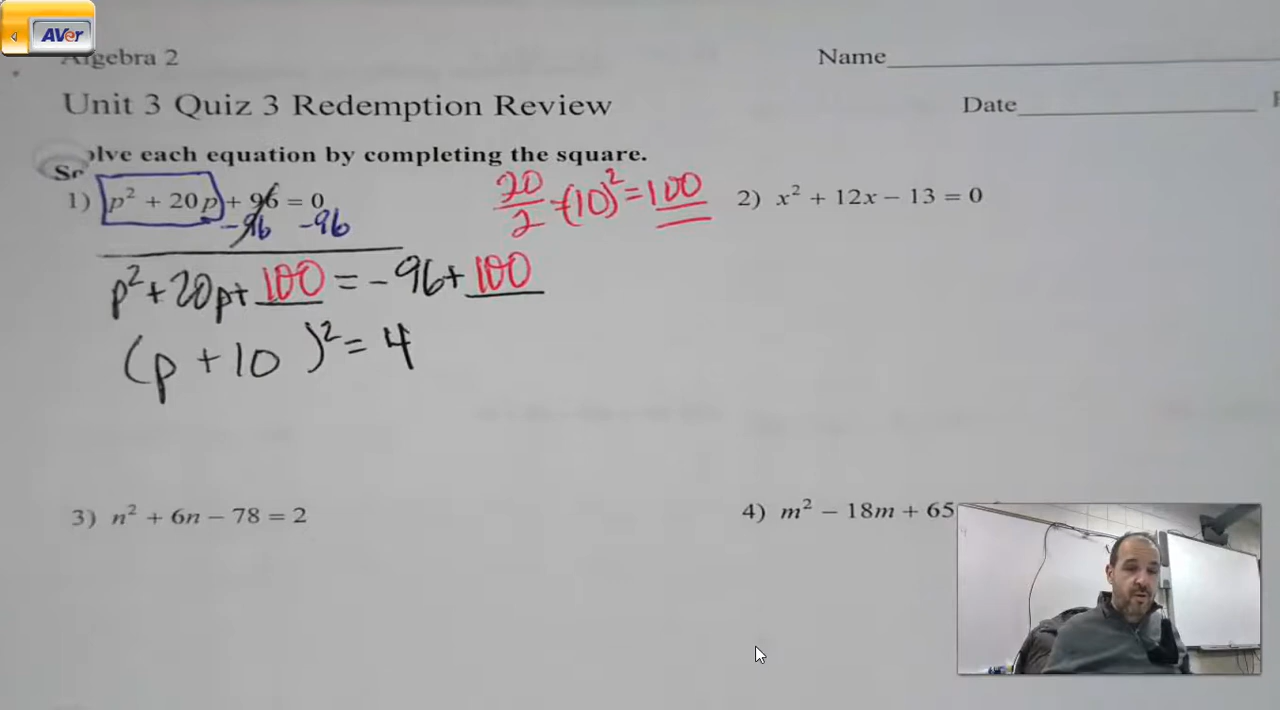 AVer
Algebra 2
Name
Unit 3 Quiz 3 Redemption Review
Date
Solve each equation by completing the square.
1) p² + 20p + 96 = 0
-96 -96
20/2 = (10)² = 100
p² + 20p + 100 = -96 + 100
(p + 10)² = 4
2) x² + 12x − 13 = 0
3) n² + 6n − 78 = 2
4) m² − 18m + 65